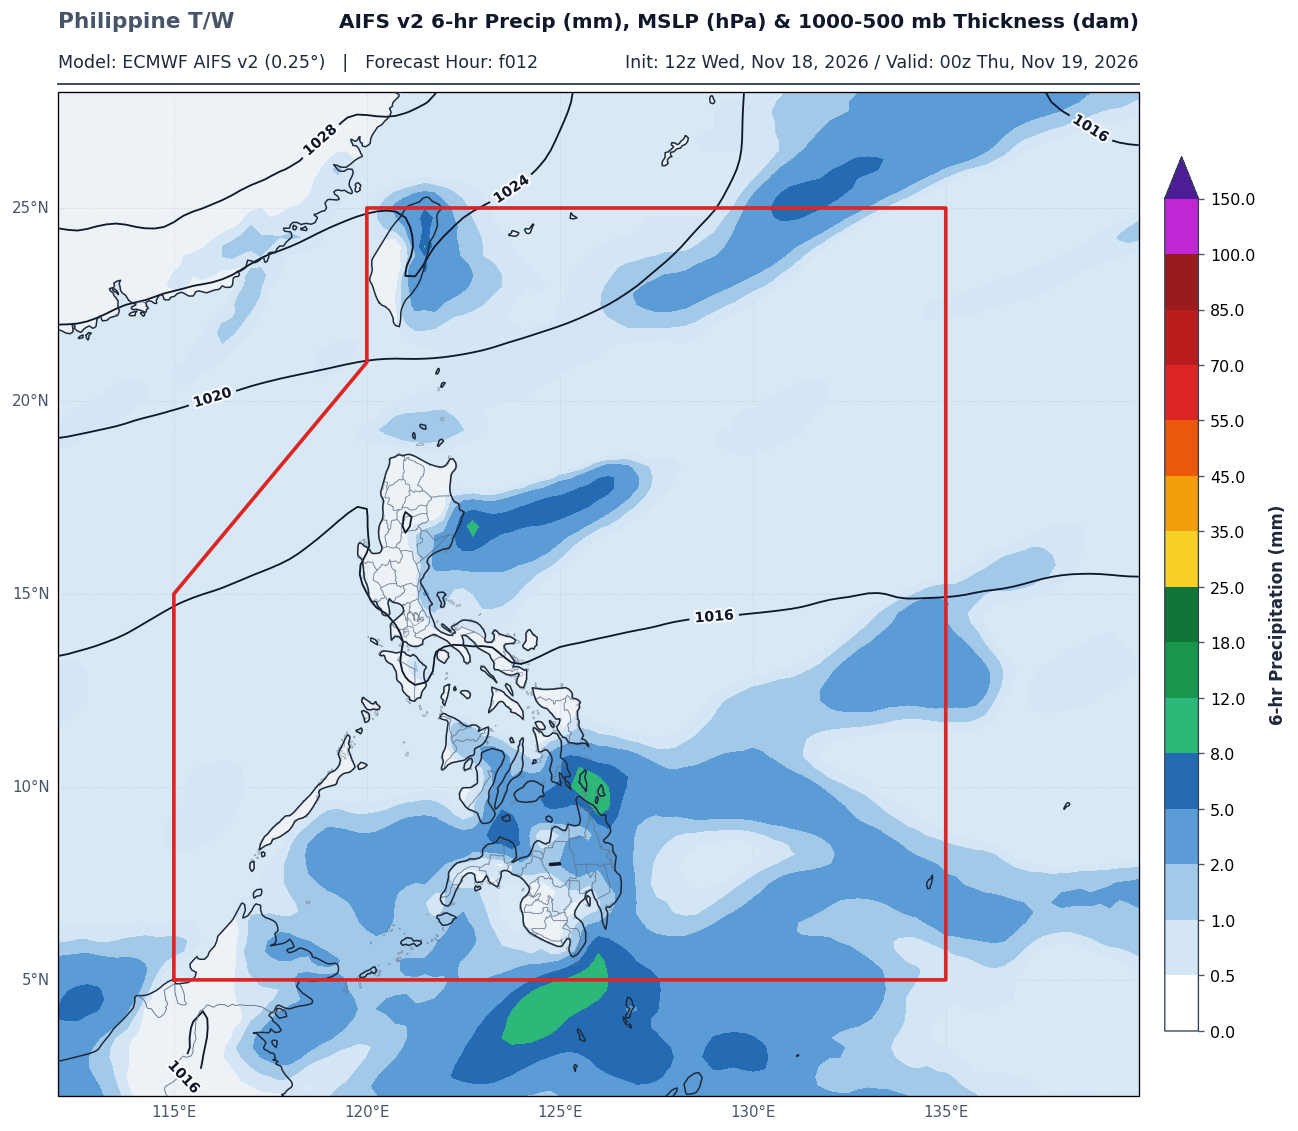 Philippine T/W
AIFS v2 6-hr Precip (mm), MSLP (hPa) & 1000-500 mb Thickness (dam)
Model: ECMWF AIFS v2 (0.25°) | Forecast Hour: f012
Init: 12z Wed, Nov 18, 2026 / Valid: 00z Thu, Nov 19, 2026
1028
1024
1016
1020
1016
1016
25°N
20°N
15°N
10°N
5°N
115°E
120°E
125°E
130°E
135°E
150.0
100.0
85.0
70.0
55.0
45.0
35.0
25.0
18.0
12.0
8.0
5.0
2.0
1.0
0.5
0.0
6-hr Precipitation (mm)